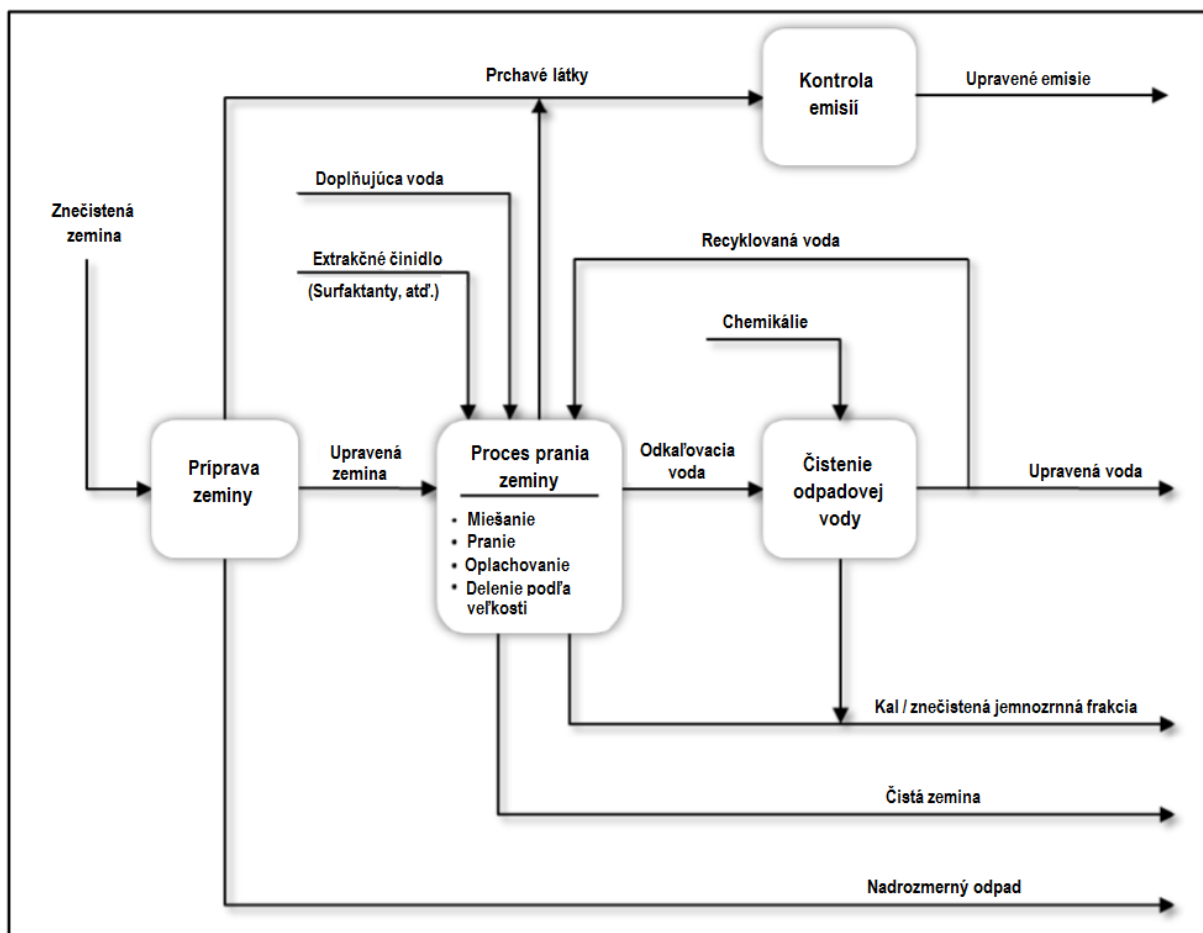 Prchavé látky
Kontrola
emisií
Upravené emisie
Doplňujúca voda
Znečistená
zemina
Recyklovaná voda
Extrakčné činidlo
(Surfaktanty, atď.)
Chemikálie
Príprava
zeminy
Upravená
zemina
Proces prania
zeminy
• Miešanie
• Pranie
• Oplachovanie
• Delenie podľa
veľkosti
Odkaľovacia
voda
Čistenie
odpadovej
vody
Upravená voda
Kal / znečistená jemnozrnná frakcia
Čistá zemina
Nadrozmerný odpad